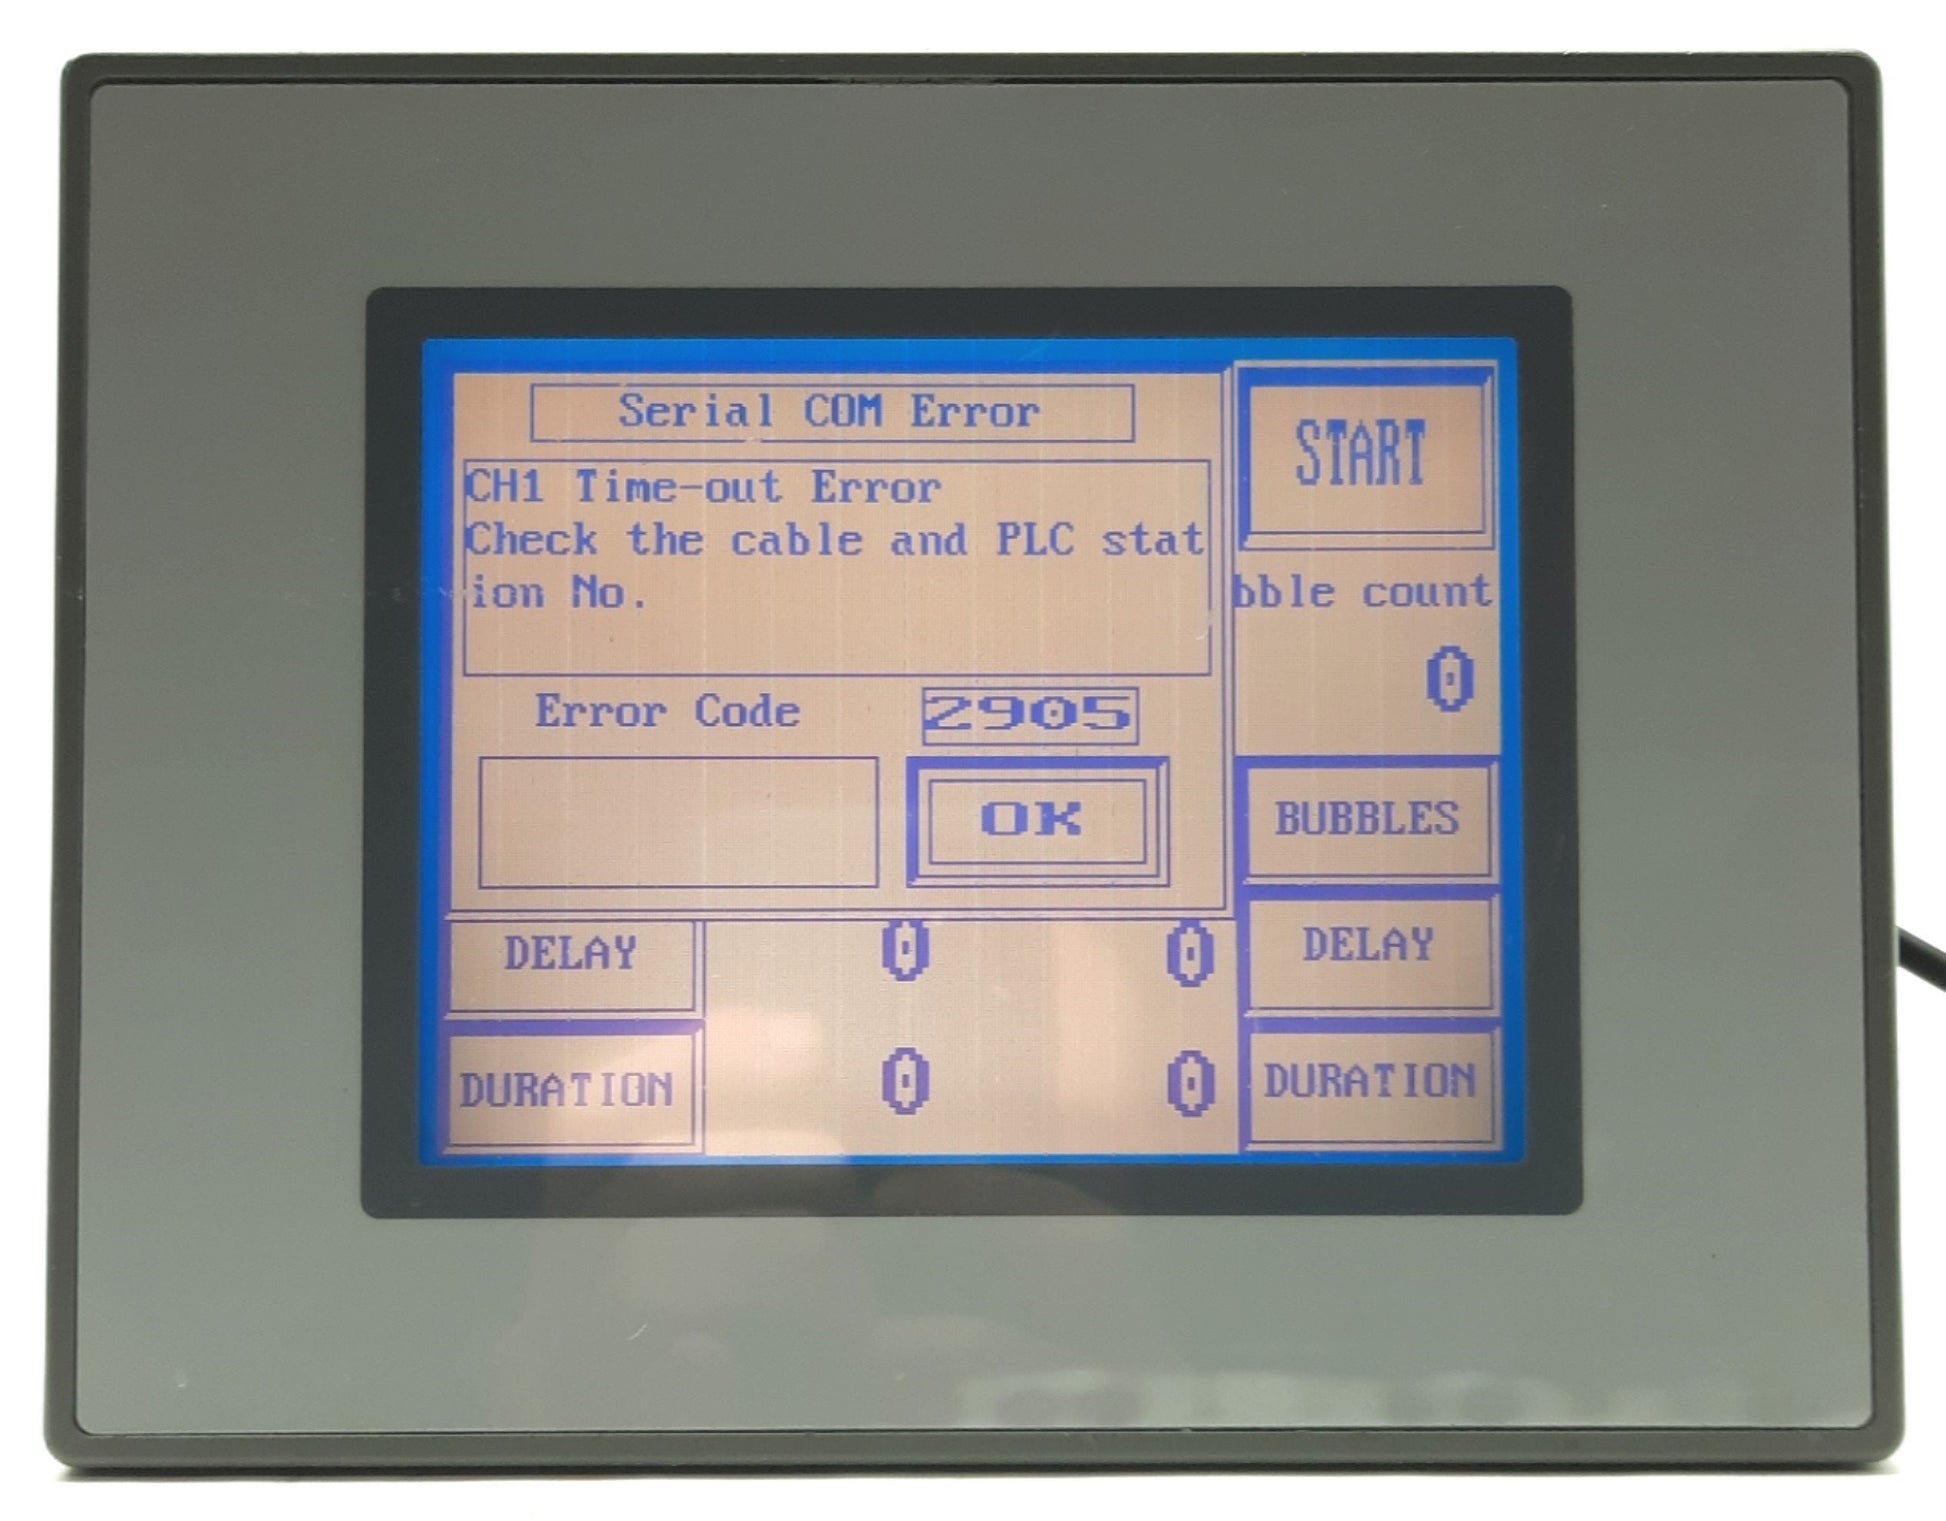 Serial COM Error
CH1 Time-out Error
Check the cable and PLC stat
ion No.
Error Code 2905
OK
START
bble count
0
BUBBLES
DELAY 0 0 DELAY
DURATION 0 0 DURATION